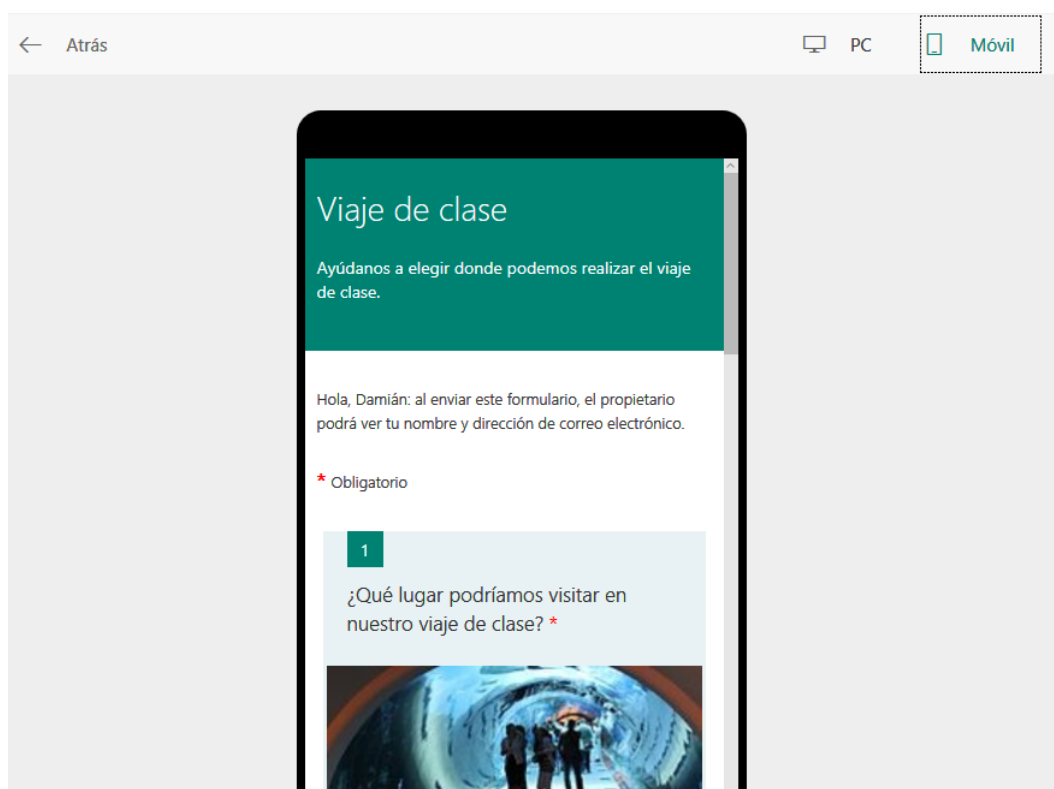 Atrás
PC
Móvil
Viaje de clase
Ayúdanos a elegir donde podemos realizar el viaje
de clase.
Hola, Damián: al enviar este formulario, el propietario
podrá ver tu nombre y dirección de correo electrónico.
* Obligatorio
1
¿Qué lugar podríamos visitar en
nuestro viaje de clase? *